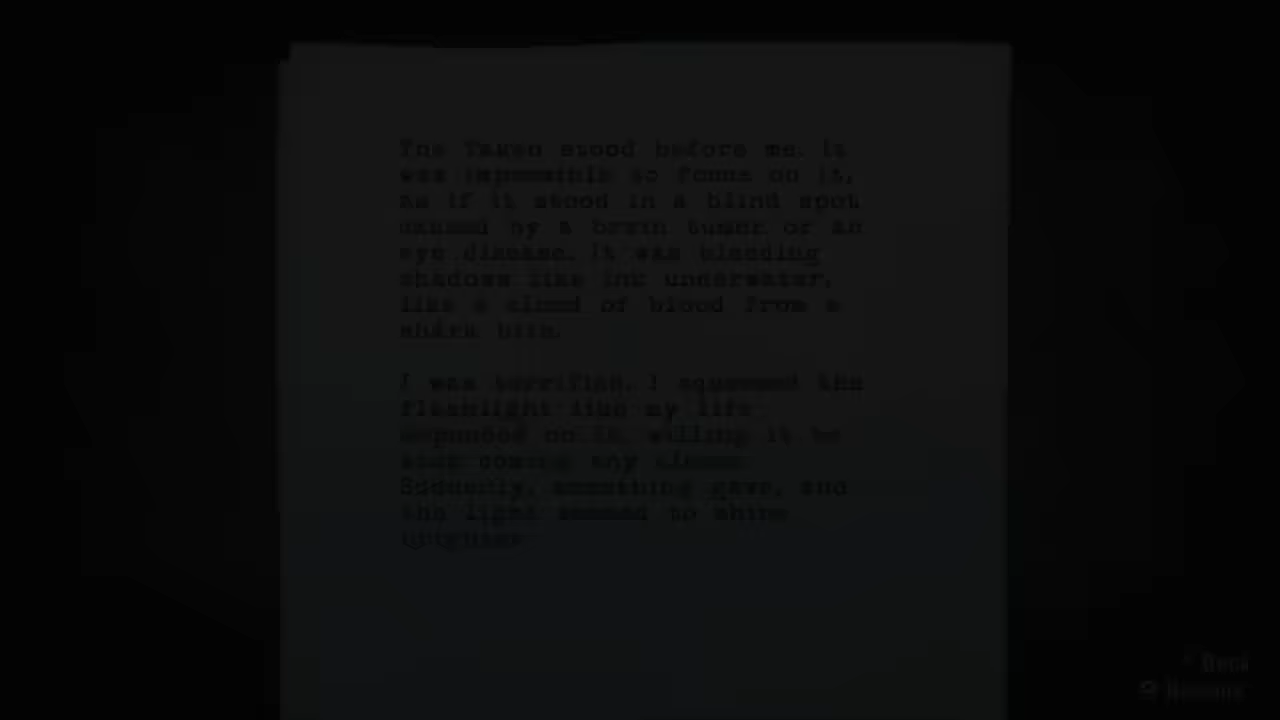 The Taken stood before me. It
was impossible to focus on it,
as if it stood in a blind spot
caused by a brain tumor or an
eye disease. It was bleeding
shadows like ink underwater,
like a cloud of blood from a
shark bite.
I was terrified. I squeezed the
flashlight like my life
depended on it, willing it to
stop coming any closer.
Suddenly, something gave, and
the light seemed to shine
brighter.
Back